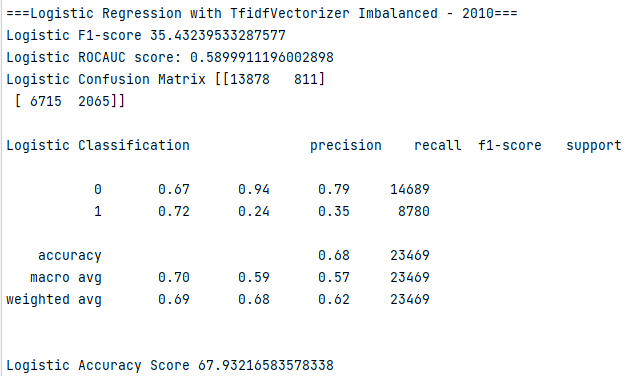 ===Logistic Regression with TfidfVectorizer Imbalanced - 2010===
Logistic F1-score 35.43239533287577
Logistic ROCAUC score: 0.5899911196002898
Logistic Confusion Matrix [[13878   811]
 [ 6715  2065]]
Logistic Classification               precision    recall  f1-score   support
           0       0.67      0.94      0.79     14689
           1       0.72      0.24      0.35      8780
    accuracy                           0.68     23469
   macro avg       0.70      0.59      0.57     23469
weighted avg       0.69      0.68      0.62     23469
Logistic Accuracy Score 67.93216583578338